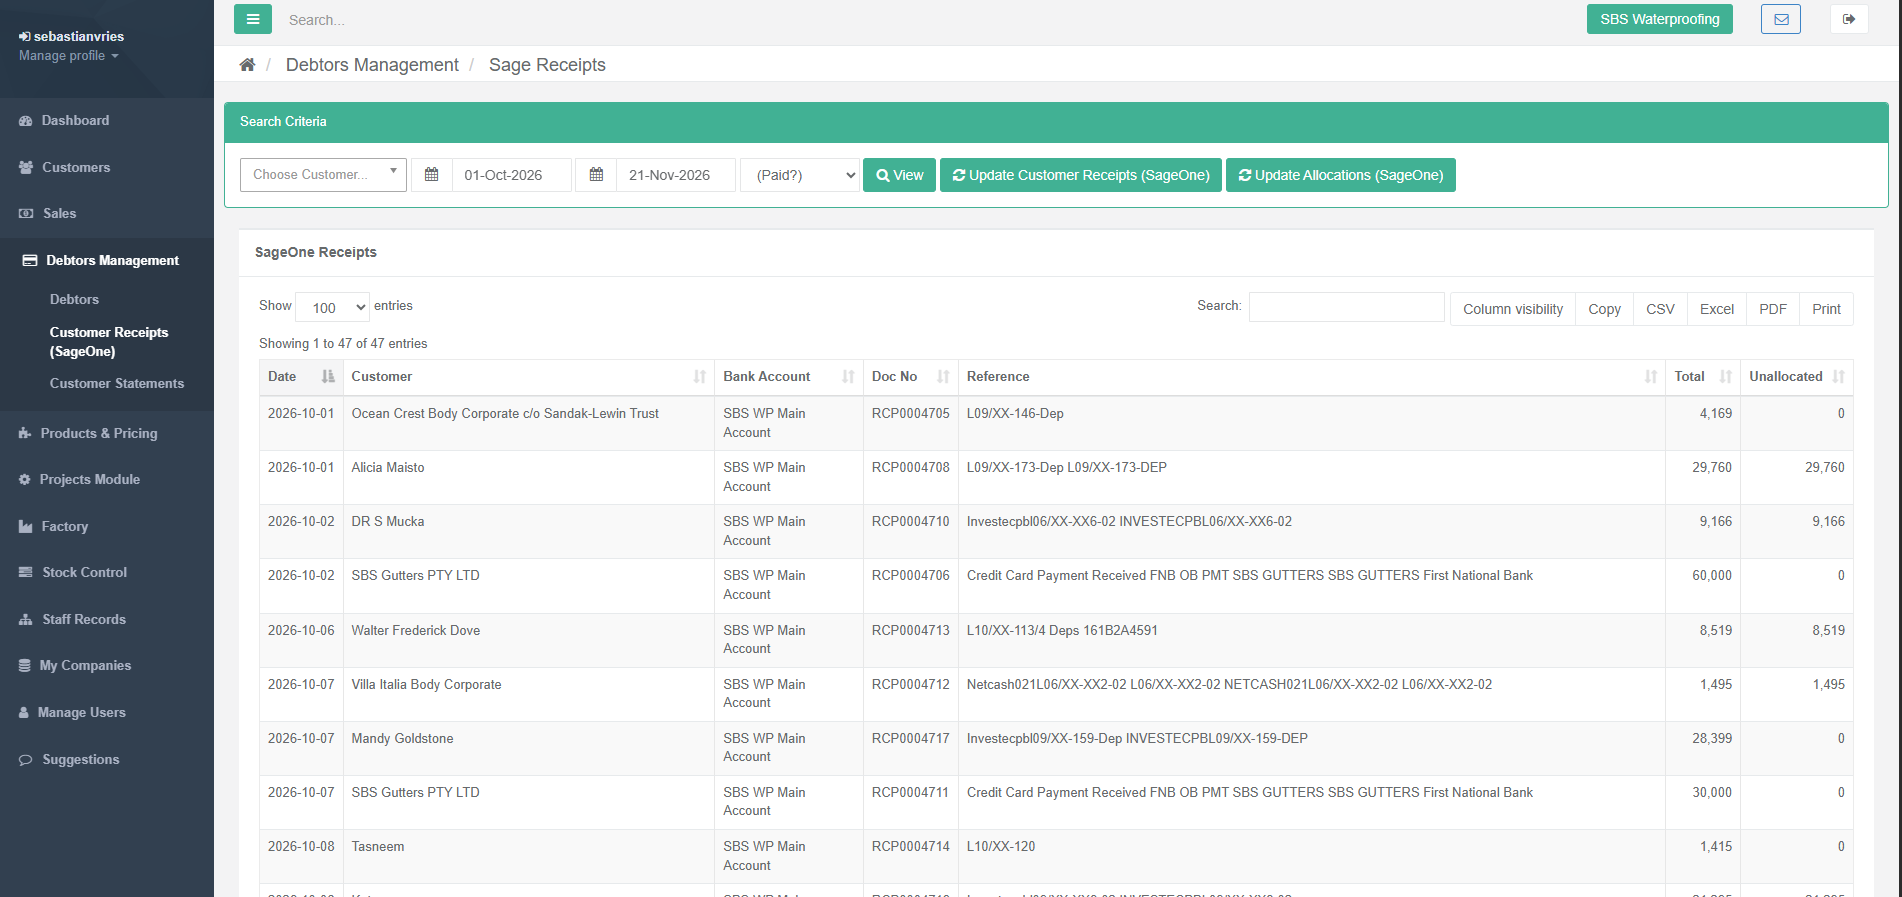 sebastianvries
Manage profile
Dashboard
Customers
Sales
Debtors Management
Debtors
Customer Receipts
(SageOne)
Customer Statements
Products & Pricing
Projects Module
Factory
Stock Control
Staff Records
My Companies
Manage Users
Suggestions
Search...
SBS Waterproofing
/ Debtors Management / Sage Receipts
Search Criteria
Choose Customer... 01-Oct-2026 21-Nov-2026 (Paid?) View Update Customer Receipts (SageOne) Update Allocations (SageOne)
SageOne Receipts
Show 100 entries
Search: Column visibility Copy CSV Excel PDF Print
Showing 1 to 47 of 47 entries
Date Customer Bank Account Doc No Reference Total Unallocated
2026-10-01 Ocean Crest Body Corporate c/o Sandak-Lewin Trust SBS WP Main RCP0004705 L09/XX-146-Dep 4,169 0
Account
2026-10-01 Alicia Maisto SBS WP Main RCP0004708 L09/XX-173-Dep L09/XX-173-DEP 29,760 29,760
Account
2026-10-02 DR S Mucka SBS WP Main RCP0004710 Investecpbl06/XX-XX6-02 INVESTECPBL06/XX-XX6-02 9,166 9,166
Account
2026-10-02 SBS Gutters PTY LTD SBS WP Main RCP0004706 Credit Card Payment Received FNB OB PMT SBS GUTTERS SBS GUTTERS First National Bank 60,000 0
Account
2026-10-06 Walter Frederick Dove SBS WP Main RCP0004713 L10/XX-113/4 Deps 161B2A4591 8,519 8,519
Account
2026-10-07 Villa Italia Body Corporate SBS WP Main RCP0004712 Netcash021L06/XX-XX2-02 L06/XX-XX2-02 NETCASH021L06/XX-XX2-02 L06/XX-XX2-02 1,495 1,495
Account
2026-10-07 Mandy Goldstone SBS WP Main RCP0004717 Investecpbl09/XX-159-Dep INVESTECPBL09/XX-159-DEP 28,399 0
Account
2026-10-07 SBS Gutters PTY LTD SBS WP Main RCP0004711 Credit Card Payment Received FNB OB PMT SBS GUTTERS SBS GUTTERS First National Bank 30,000 0
Account
2026-10-08 Tasneem SBS WP Main RCP0004714 L10/XX-120 1,415 0
Account